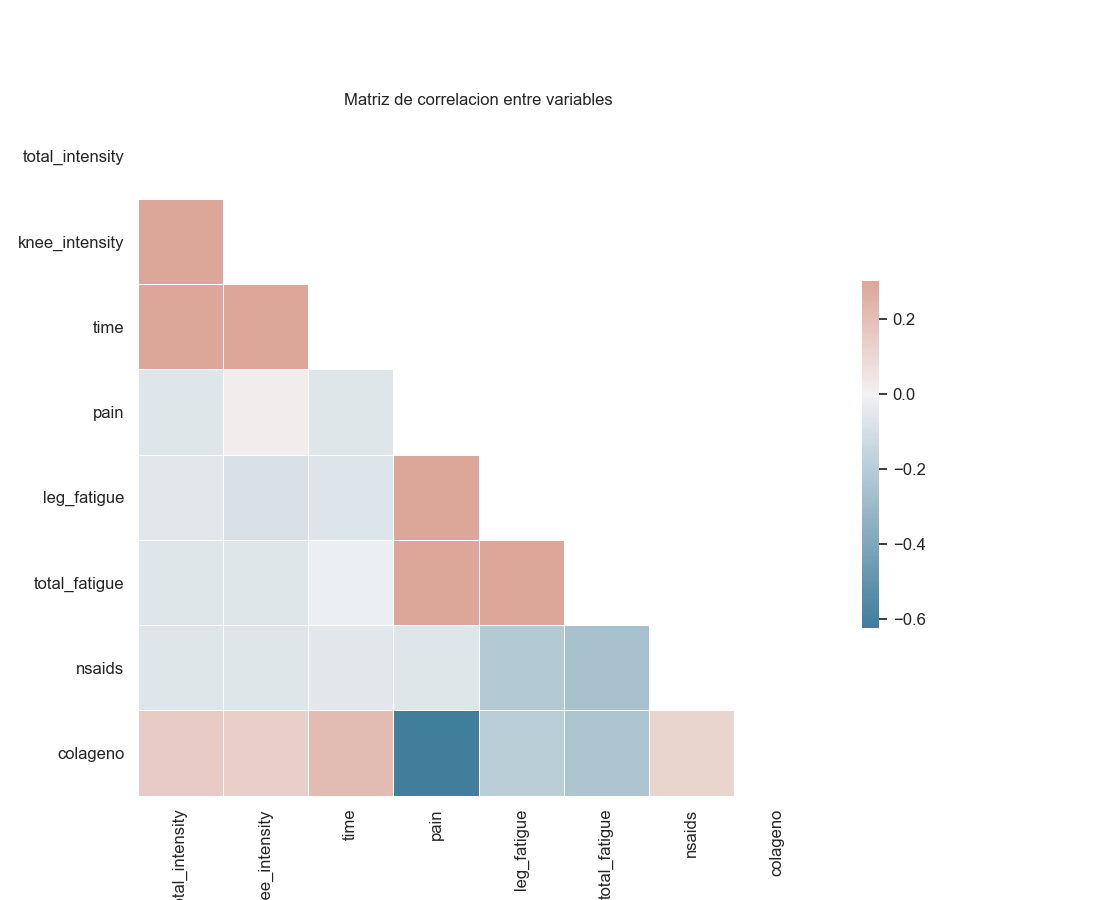 Matriz de correlacion entre variables
total_intensity
knee_intensity
time
pain
leg_fatigue
total_fatigue
nsaids
colageno
0.2
0.0
−0.2
−0.4
−0.6
otal_intensity
ee_intensity
time
pain
leg_fatigue
total_fatigue
nsaids
colageno